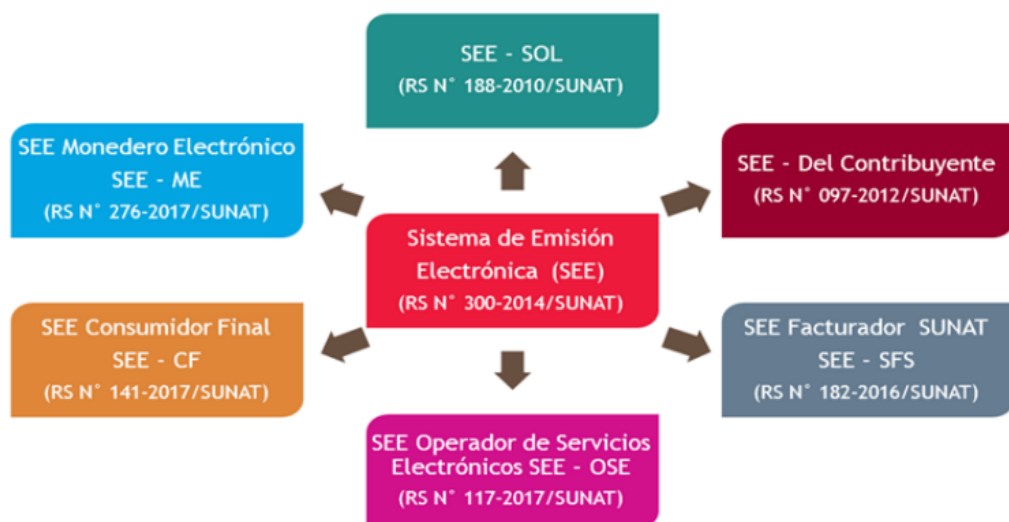 SEE - SOL
(RS N° 188-2010/SUNAT)
SEE Monedero Electrónico
SEE - ME
(RS N° 276-2017/SUNAT)
SEE - Del Contribuyente
(RS N° 097-2012/SUNAT)
Sistema de Emisión
Electrónica (SEE)
(RS N° 300-2014/SUNAT)
SEE Consumidor Final
SEE - CF
(RS N° 141-2017/SUNAT)
SEE Facturador SUNAT
SEE - SFS
(RS N° 182-2016/SUNAT)
SEE Operador de Servicios
Electrónicos SEE - OSE
(RS N° 117-2017/SUNAT)